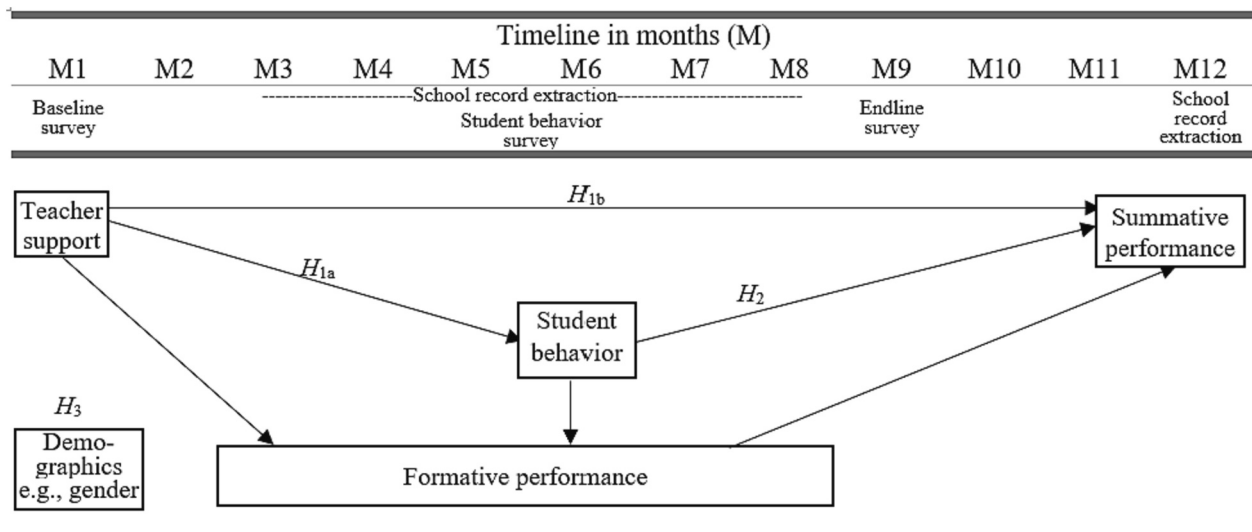 Timeline in months (M)
M1 M2 M3 M4 M5 M6 M7 M8 M9 M10 M11 M12
Baseline
survey
--------------------School record extraction--------------------
Student behavior
survey
Endline
survey
School
record
extraction
Teacher
support
H1b
Summative
performance
H1a
H2
Student
behavior
H3
Demo-
graphics
e.g., gender
Formative performance